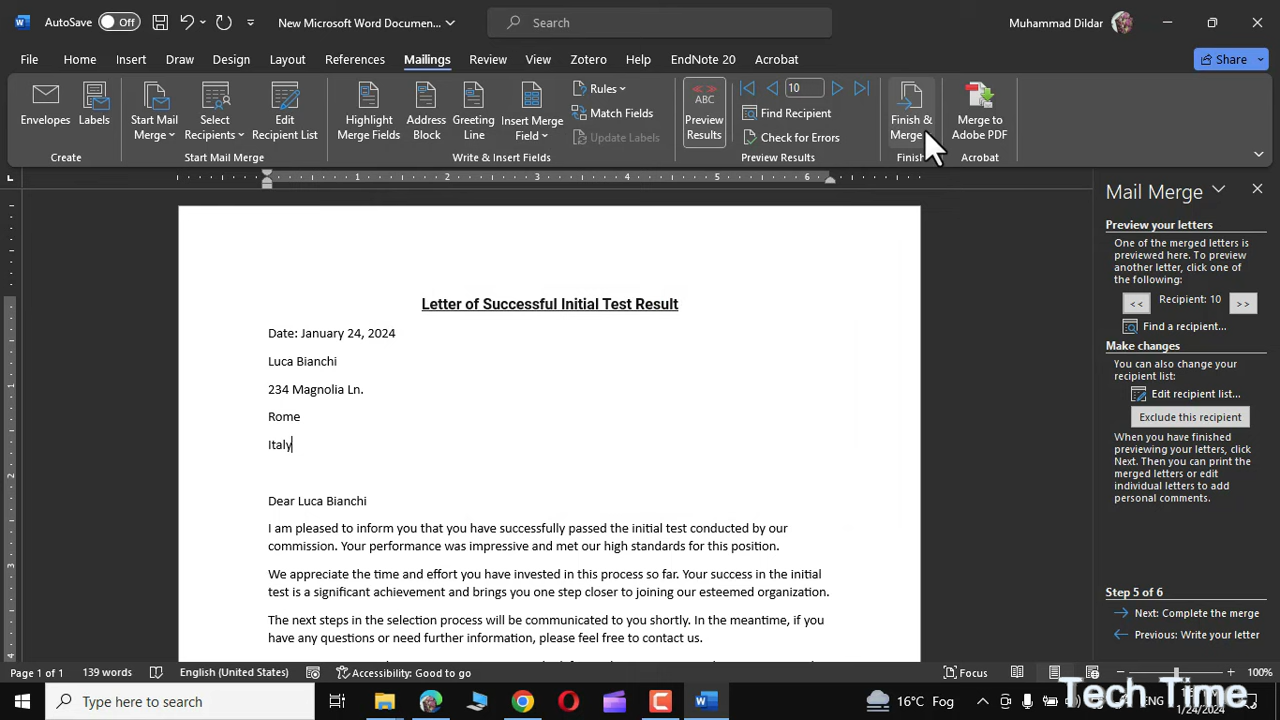 AutoSave Off New Microsoft Word Documen... Search Muhammad Dildar
File Home Insert Draw Design Layout References Mailings Review View Zotero Help EndNote 20 Acrobat Share
Envelopes Labels Start Mail Merge Select Recipients Edit Recipient List Highlight Merge Fields Address Block Greeting Line Insert Merge Field Preview Results Finish & Merge Merge to Adobe PDF
Rules
Match Fields
Update Labels
ABC
10
Find Recipient
Check for Errors
Create Start Mail Merge Write & Insert Fields Preview Results Finish Acrobat
1 2 3 4 5 6
Letter of Successful Initial Test Result
Date: January 24, 2024
Luca Bianchi
234 Magnolia Ln.
Rome
Italy
Dear Luca Bianchi
I am pleased to inform you that you have successfully passed the initial test conducted by our
commission. Your performance was impressive and met our high standards for this position.
We appreciate the time and effort you have invested in this process so far. Your success in the initial
test is a significant achievement and brings you one step closer to joining our esteemed organization.
The next steps in the selection process will be communicated to you shortly. In the meantime, if you
have any questions or need further information, please feel free to contact us.
Mail Merge
Preview your letters
One of the merged letters is
previewed here. To preview
another letter, click one of
the following:
<< Recipient: 10 >>
Find a recipient...
Make changes
You can also change your
recipient list:
Edit recipient list...
Exclude this recipient
When you have finished
previewing your letters, click
Next. Then you can print the
merged letters or edit
individual letters to add
personal comments.
Step 5 of 6
Next: Complete the merge
Previous: Write your letter
Page 1 of 1 139 words English (United States) Accessibility: Good to go Focus 100%
Type here to search 16°C Fog ENG
1/24/2024
Tech Time